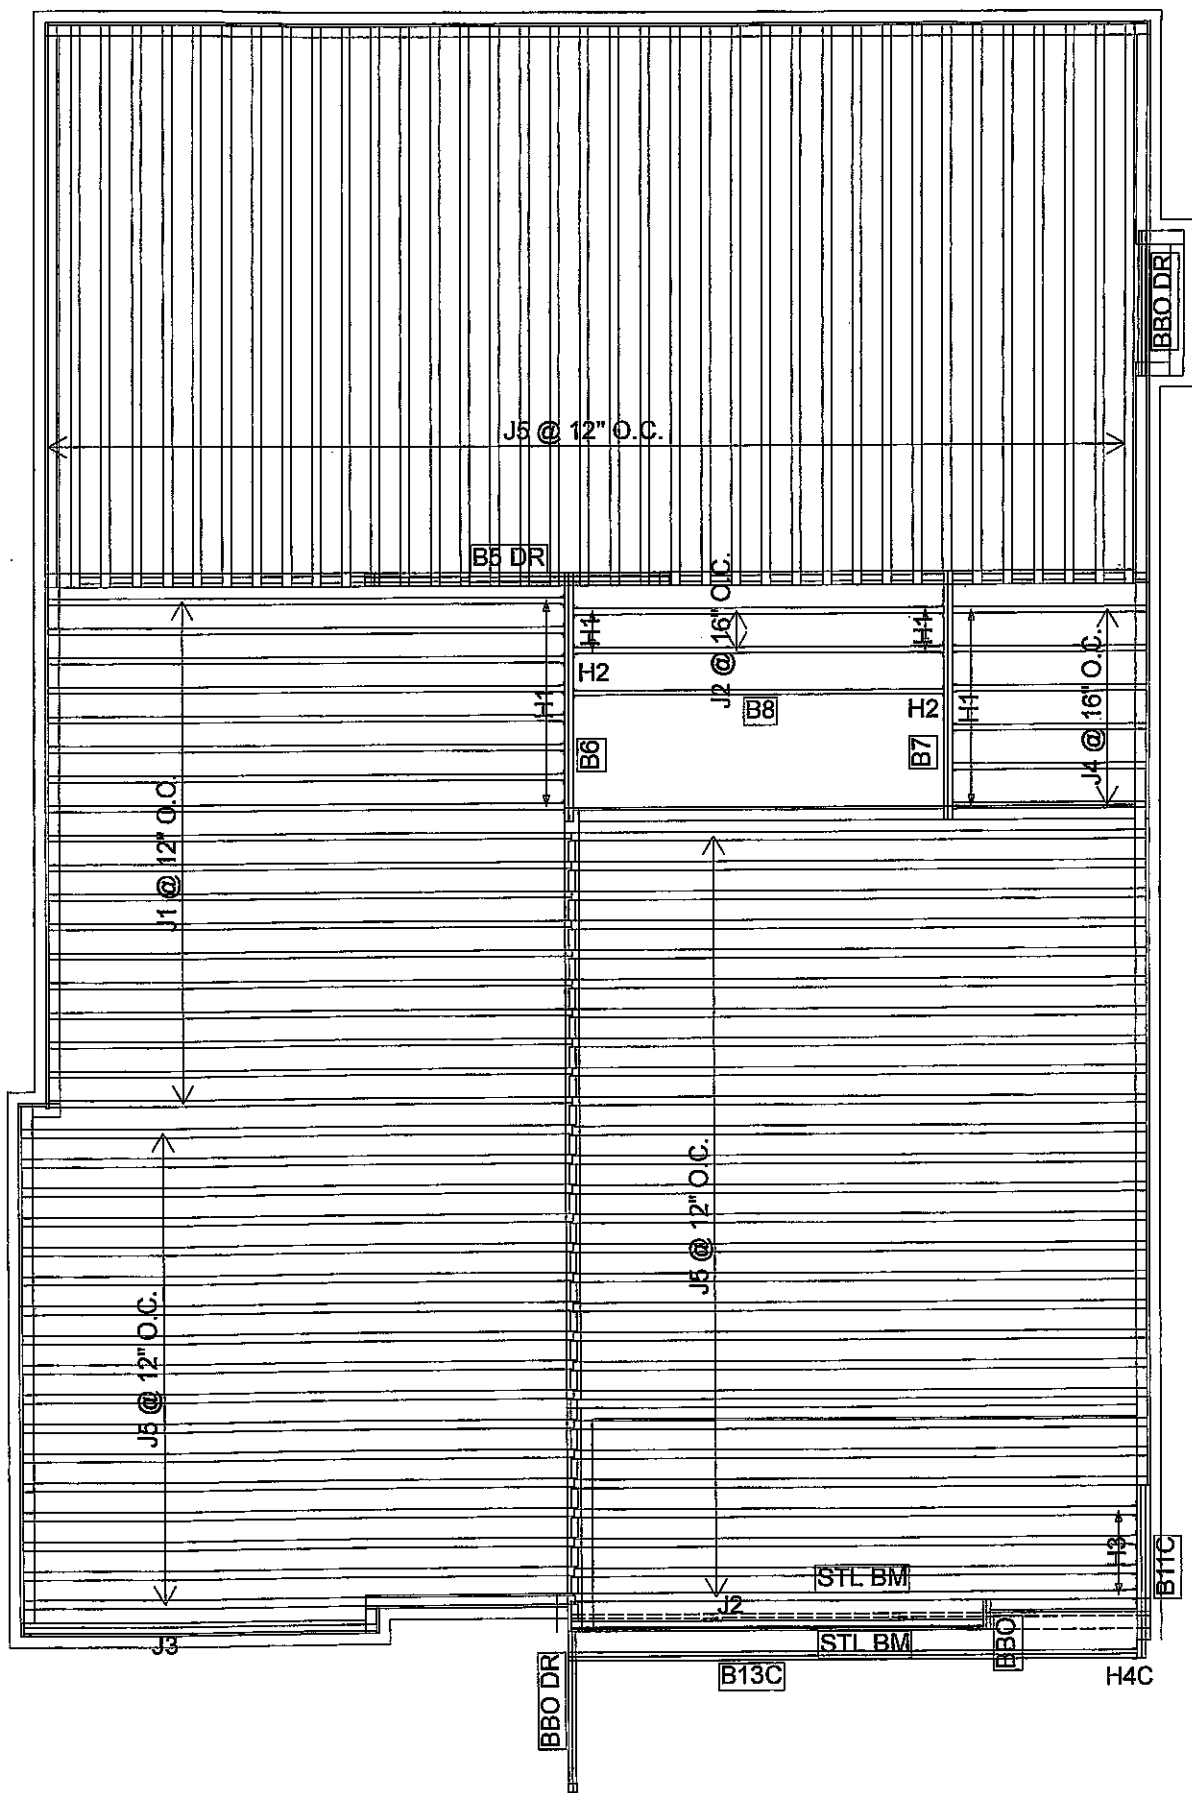 BBO DR
J5 @ 12" O.C.
B5 DR
J2 @ 16" O.C.
H1
H1
H2
H1
B8
H2
H1
J4 @ 16" O.C.
B6
B7
J1 @ 12" O.O.
J5 @ 12" O.C.
J5 @ 12" O.C.
H3
STL BM
B11C
J2
J3
STL BM
BBO
B13C
H4C
BBO DR